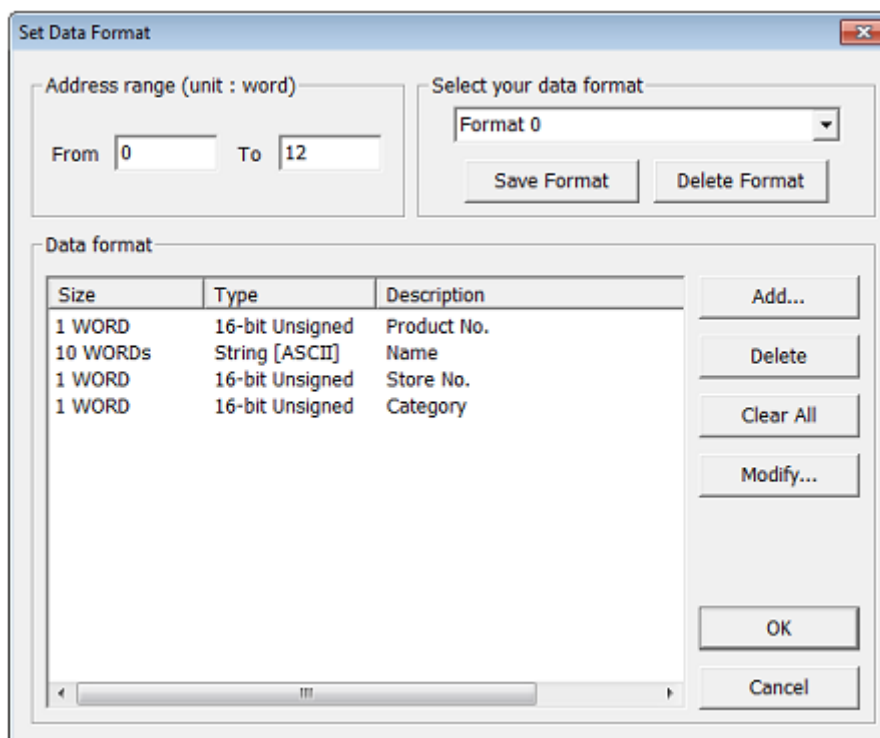 Set Data Format
Address range (unit : word)
From 0 To 12
Select your data format
Format 0
Save Format Delete Format
Data format
Size Type Description
1 WORD 16-bit Unsigned Product No.
10 WORDs String [ASCII] Name
1 WORD 16-bit Unsigned Store No.
1 WORD 16-bit Unsigned Category
Add...
Delete
Clear All
Modify...
OK
Cancel